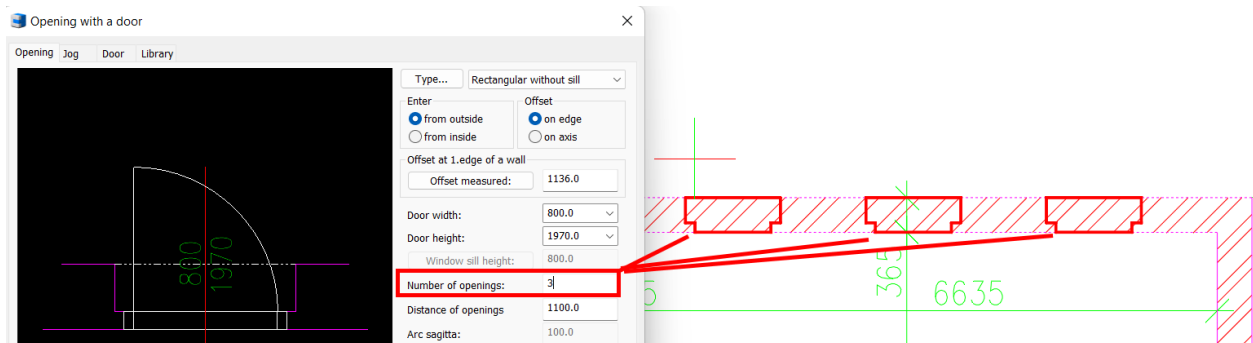 Opening with a door
Opening Jog Door Library
Type... Rectangular without sill
Enter Offset
from outside on edge
from inside on axis
Offset at 1.edge of a wall
Offset measured: 1136.0
Door width: 800.0
Door height: 1970.0
Window sill height: 800.0
Number of openings: 3
Distance of openings 1100.0
Arc sagitta: 100.0
800
1970
5
365
6635